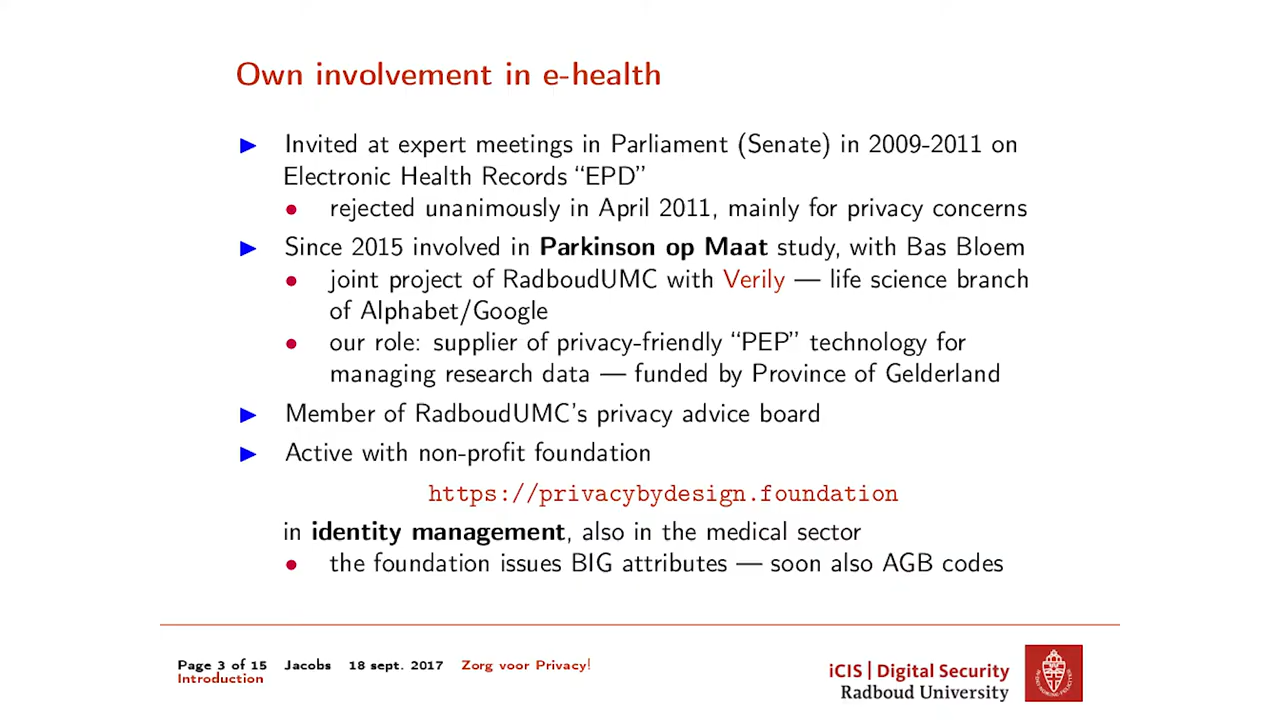 Own involvement in e-health
▶ Invited at expert meetings in Parliament (Senate) in 2009-2011 on
Electronic Health Records “EPD”
• rejected unanimously in April 2011, mainly for privacy concerns
▶ Since 2015 involved in Parkinson op Maat study, with Bas Bloem
• joint project of RadboudUMC with Verily — life science branch
of Alphabet/Google
• our role: supplier of privacy-friendly “PEP” technology for
managing research data — funded by Province of Gelderland
▶ Member of RadboudUMC’s privacy advice board
▶ Active with non-profit foundation
https://privacybydesign.foundation
in identity management, also in the medical sector
• the foundation issues BIG attributes — soon also AGB codes
Page 3 of 15 Jacobs 18 sept. 2017 Zorg voor Privacy!
Introduction
iCIS | Digital Security
Radboud University